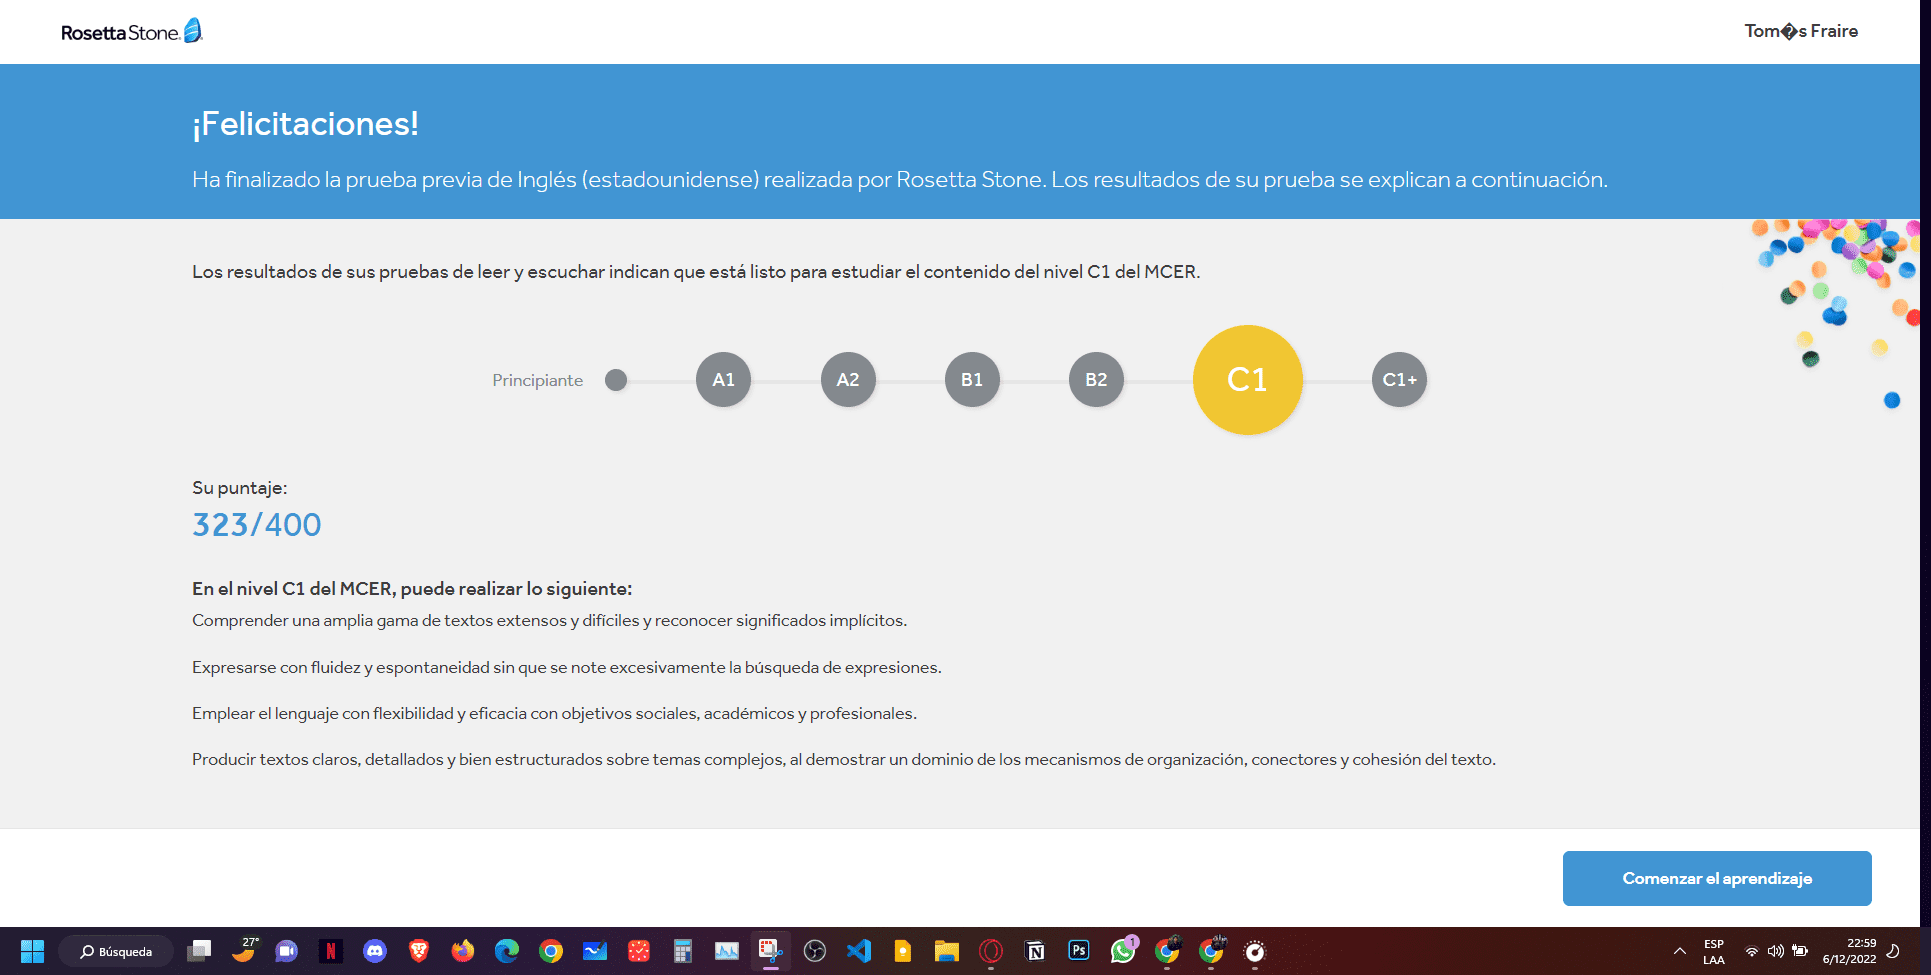 Rosetta Stone
Tom�s Fraire
¡Felicitaciones!
Ha finalizado la prueba previa de Inglés (estadounidense) realizada por Rosetta Stone. Los resultados de su prueba se explican a continuación.
Los resultados de sus pruebas de leer y escuchar indican que está listo para estudiar el contenido del nivel C1 del MCER.
Principiante A1 A2 B1 B2 C1 C1+
Su puntaje:
323/400
En el nivel C1 del MCER, puede realizar lo siguiente:
Comprender una amplia gama de textos extensos y difíciles y reconocer significados implícitos.
Expresarse con fluidez y espontaneidad sin que se note excesivamente la búsqueda de expresiones.
Emplear el lenguaje con flexibilidad y eficacia con objetivos sociales, académicos y profesionales.
Producir textos claros, detallados y bien estructurados sobre temas complejos, al demostrar un dominio de los mecanismos de organización, conectores y cohesión del texto.
Comenzar el aprendizaje
Búsqueda
27°
N
Ps
1
ESP
LAA
22:59
6/12/2022